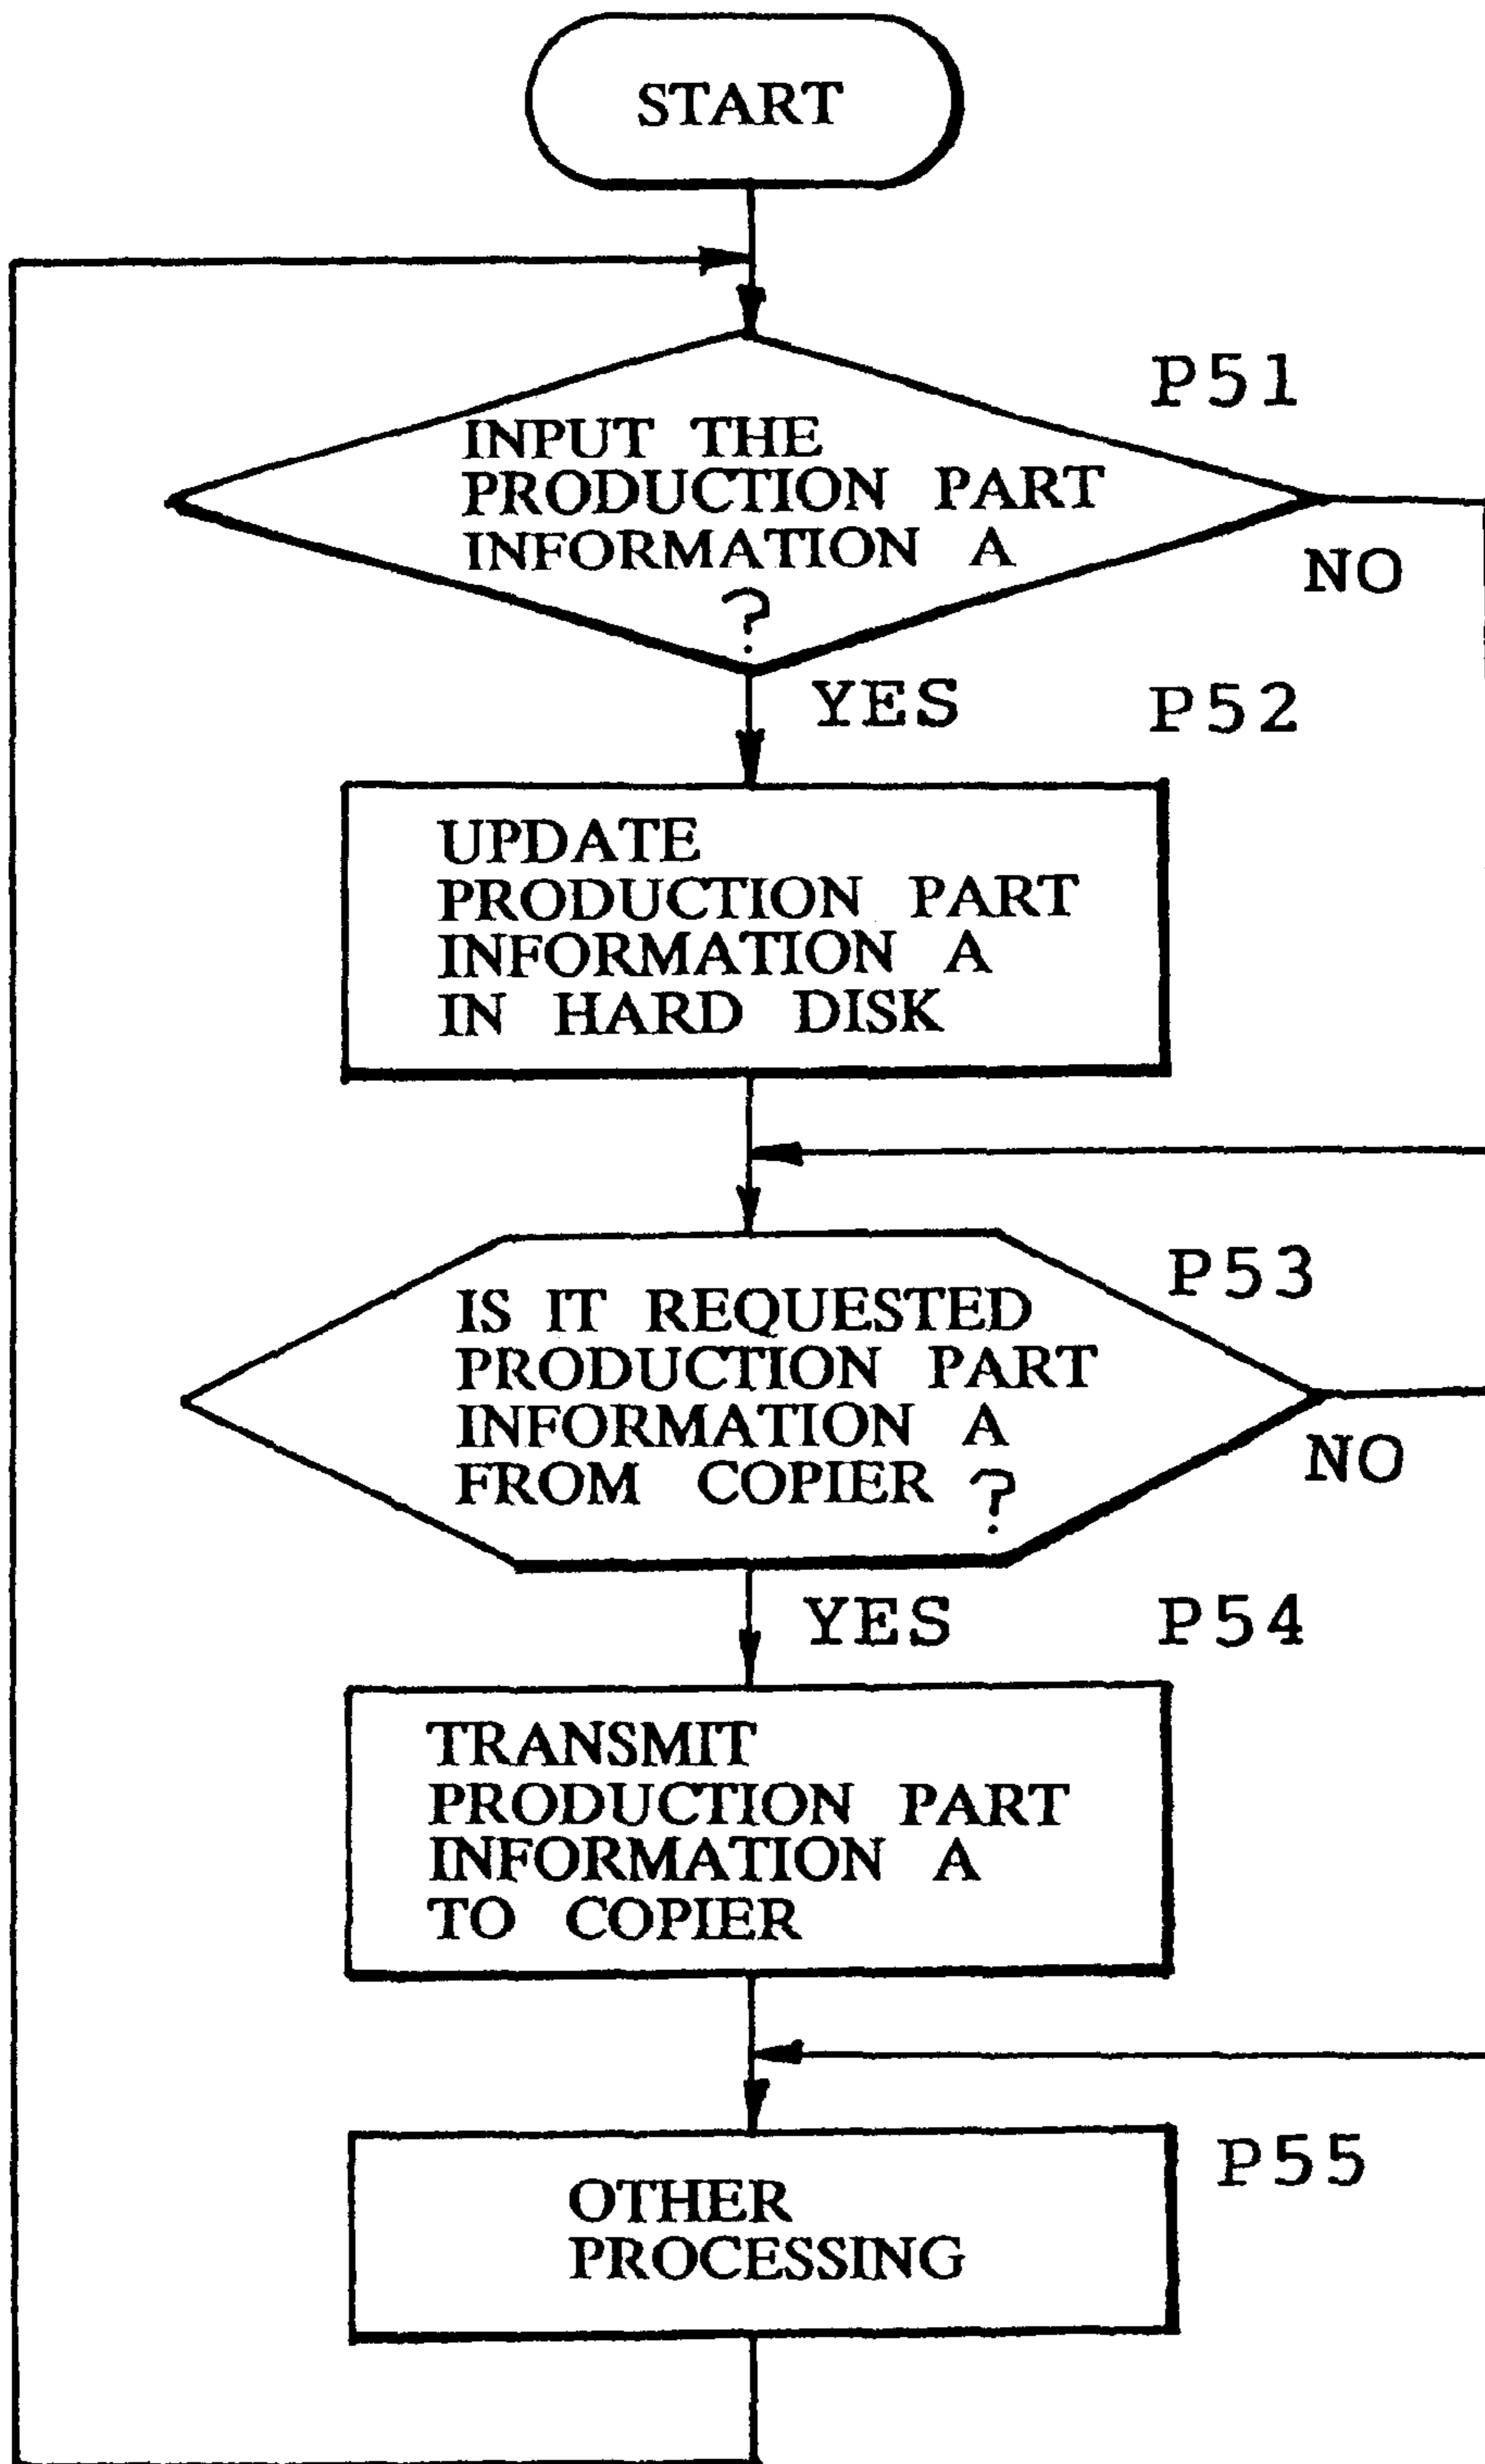 START
P51
INPUT THE
PRODUCTION PART
INFORMATION A
?
NO
YES
P52
UPDATE
PRODUCTION PART
INFORMATION A
IN HARD DISK
P53
IS IT REQUESTED
PRODUCTION PART
INFORMATION A
FROM COPIER ?
NO
YES
P54
TRANSMIT
PRODUCTION PART
INFORMATION A
TO COPIER
P55
OTHER
PROCESSING